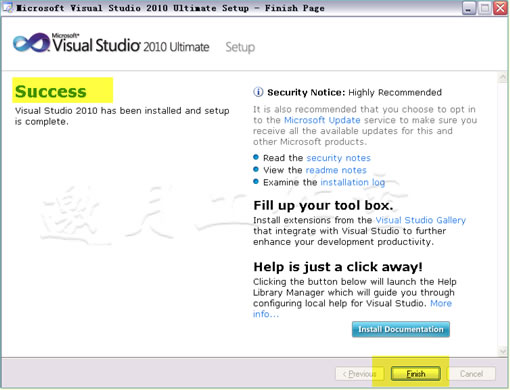 Microsoft Visual Studio 2010 Ultimate Setup - Finish Page
Microsoft®
Visual Studio 2010 Ultimate Setup
Success
Visual Studio 2010 has been installed and setup
is complete.
Security Notice: Highly Recommended
It is also recommended that you choose to opt in
to the Microsoft Update service to make sure you
receive all the available updates for this and
other Microsoft products.
Read the security notes
View the readme notes
Examine the installation log
Fill up your tool box.
Install extensions from the Visual Studio Gallery
that integrate with Visual Studio to further
enhance your development productivity.
Help is just a click away!
Clicking the button below will launch the Help
Library Manager which will guide you through
configuring local help for Visual Studio. More
info...
Install Documentation
< Previous Finish Cancel
邀月工作室